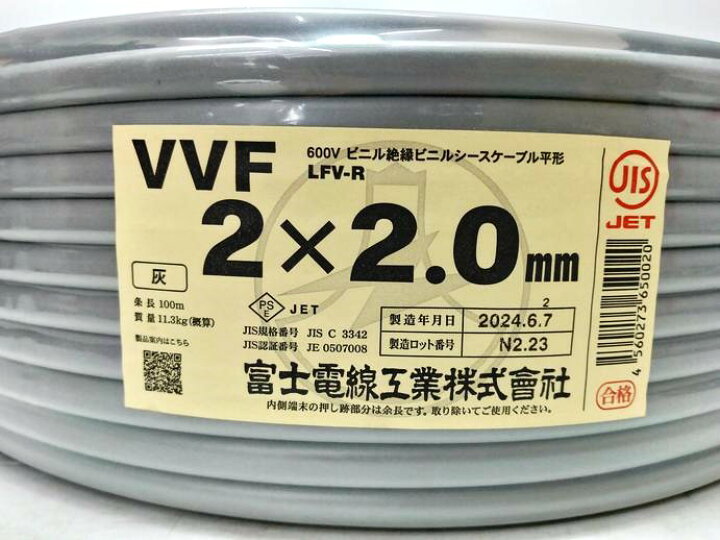 VVF
600V ビニル絶縁ビニルシースケーブル平形
LFV-R
2×2.0mm
灰
条長 100m
質量 11.3kg(概算)
製品案内はこちら
PS
E
JET
JIS規格番号 JIS C 3342
JIS認証番号 JE 0507008
2
製造年月日 2024.6.7
製造ロット番号 N2.23
富士電線工業株式會社
内側端末の押し跡部分は余長です。取り除いてご使用ください。
JIS
JET
4560273650020
合格